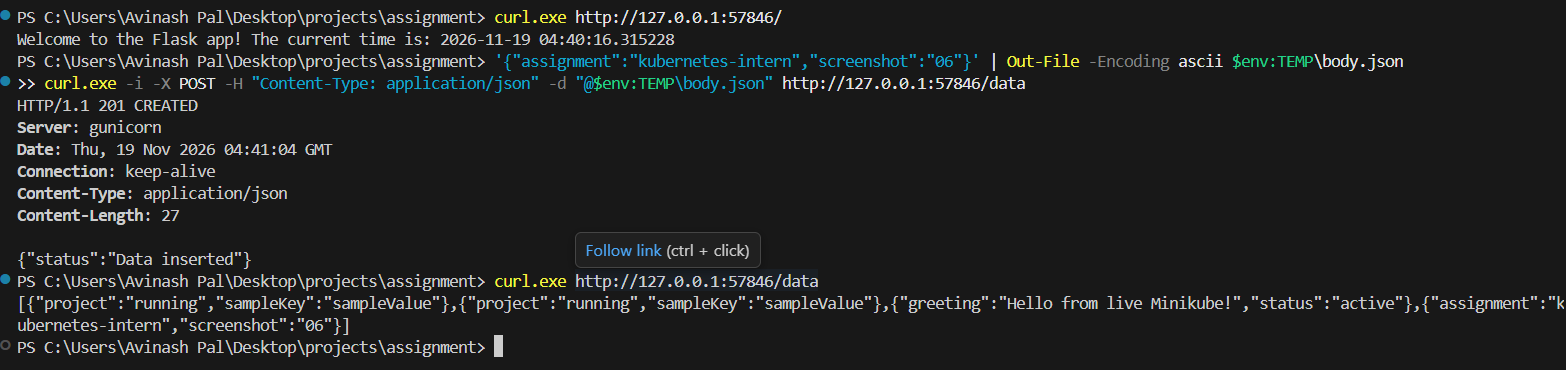 PS C:\Users\Avinash Pal\Desktop\projects\assignment> curl.exe http://127.0.0.1:57846/
Welcome to the Flask app! The current time is: 2026-11-19 04:40:16.315228
PS C:\Users\Avinash Pal\Desktop\projects\assignment> '{"assignment":"kubernetes-intern","screenshot":"06"}' | Out-File -Encoding ascii $env:TEMP\body.json
>> curl.exe -i -X POST -H "Content-Type: application/json" -d "@$env:TEMP\body.json" http://127.0.0.1:57846/data
HTTP/1.1 201 CREATED
Server: gunicorn
Date: Thu, 19 Nov 2026 04:41:04 GMT
Connection: keep-alive
Content-Type: application/json
Content-Length: 27
Follow link (ctrl + click)
{"status":"Data inserted"}
PS C:\Users\Avinash Pal\Desktop\projects\assignment> curl.exe http://127.0.0.1:57846/data
[{"project":"running","sampleKey":"sampleValue"},{"project":"running","sampleKey":"sampleValue"},{"greeting":"Hello from live Minikube!","status":"active"},{"assignment":"k
ubernetes-intern","screenshot":"06"}]
PS C:\Users\Avinash Pal\Desktop\projects\assignment>